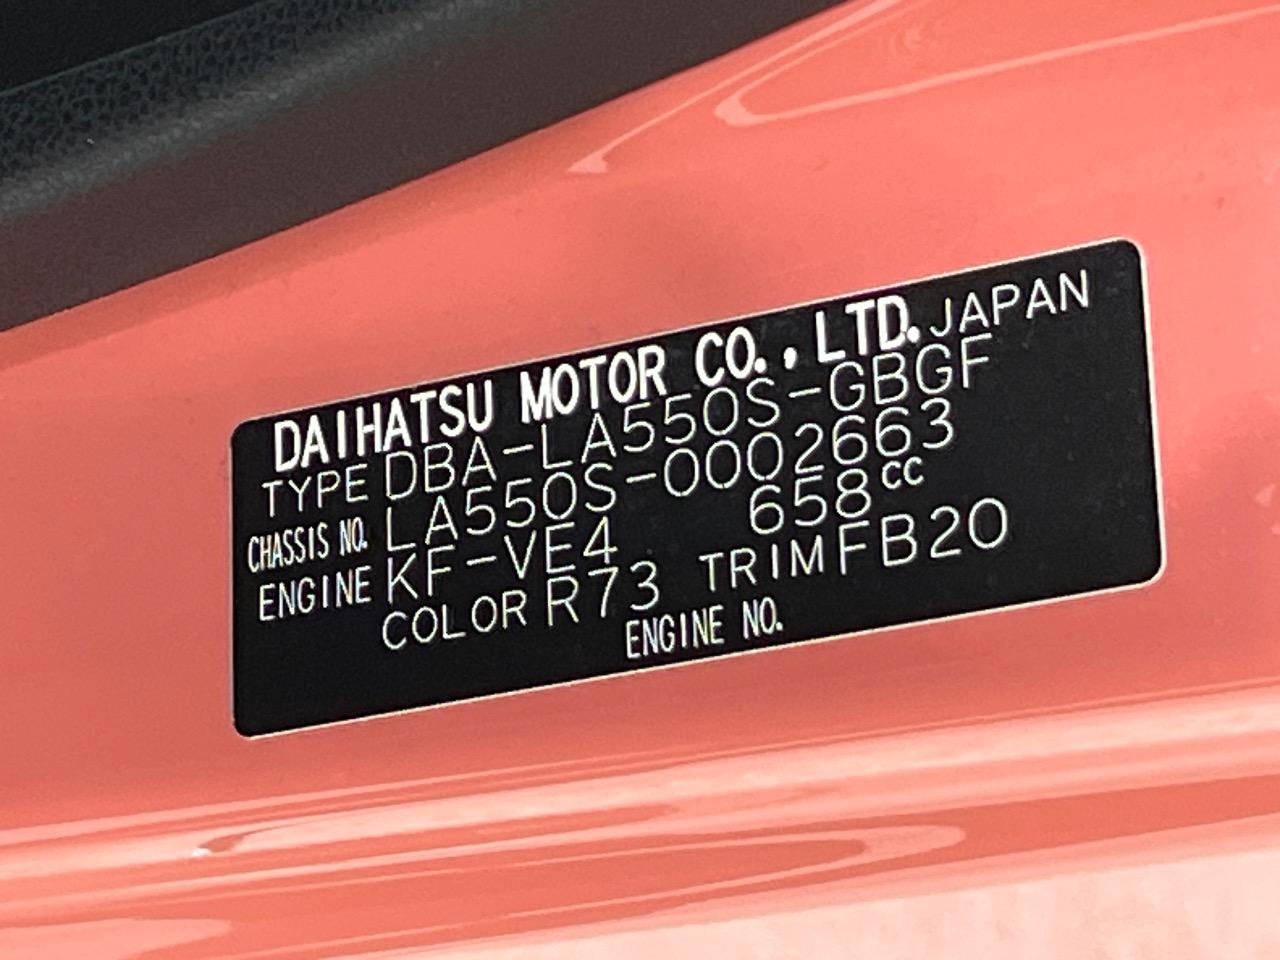 DAIHATSU MOTOR CO., LTD. JAPAN
TYPE DBA-LA550S-GBGF
CHASSIS NO. LA550S-0002663
ENGINE KF-VE4 658cc
COLOR R73 TRIM FB20
ENGINE NO.